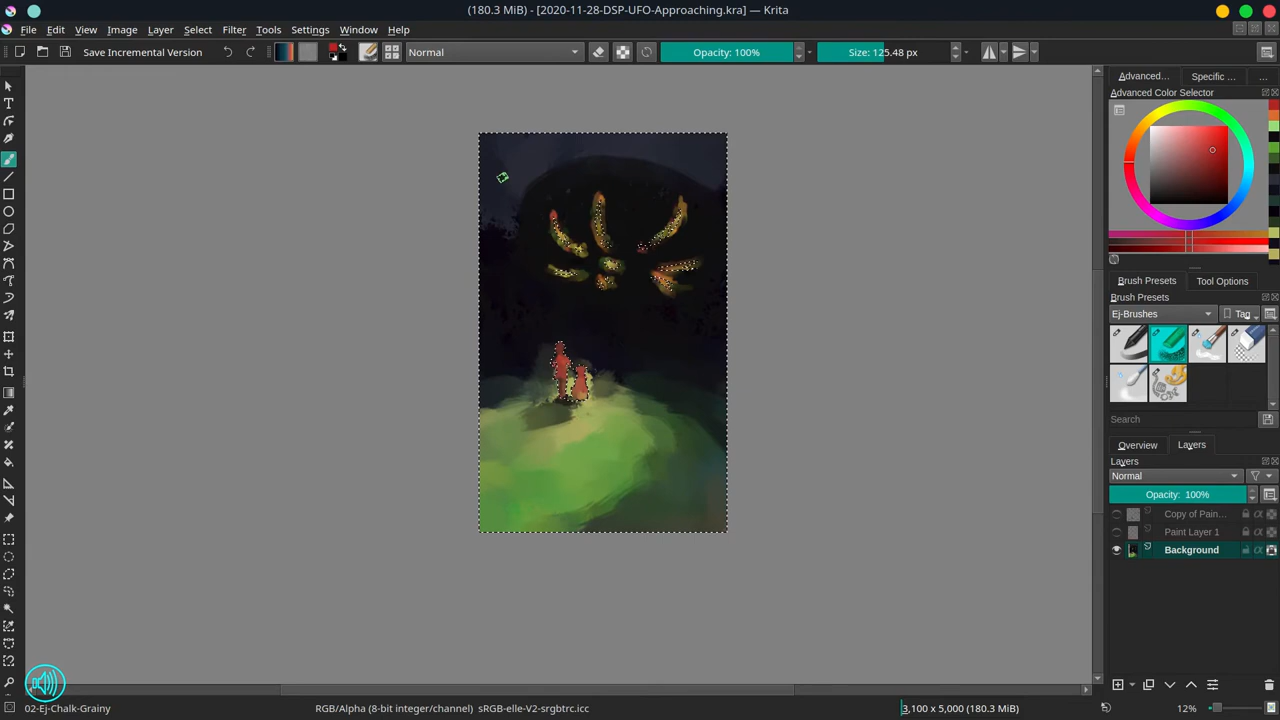 (180.3 MiB) - [2020-11-28-DSP-UFO-Approaching.kra] — Krita
File Edit View Image Layer Select Filter Tools Settings Window Help
Save Incremental Version
Normal
Opacity: 100%
Size: 125.48 px
Advanced... Specific ... ...
Advanced Color Selector
Brush Presets Tool Options
Brush Presets
Ej-Brushes
Tag
Search
Overview Layers
Layers
Normal
Opacity: 100%
Copy of Pain...
Paint Layer 1
Background
02-Ej-Chalk-Grainy
RGB/Alpha (8-bit integer/channel) sRGB-elle-V2-srgbtrc.icc
3,100 x 5,000 (180.3 MiB)
12%